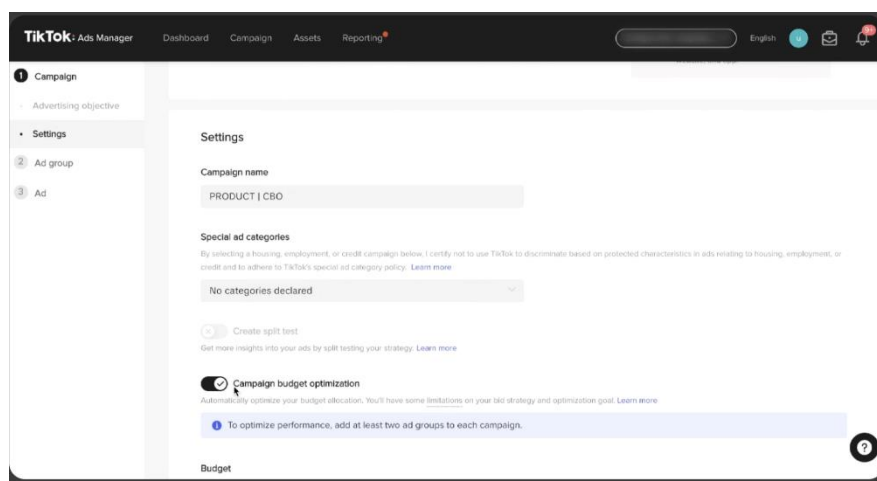 TikTok: Ads Manager
Dashboard
Campaign
Assets
Reporting
English
1 Campaign
Advertising objective
Settings
2 Ad group
3 Ad
Settings
Campaign name
PRODUCT | CBO
Special ad categories
By selecting a housing, employment, or credit campaign below, I certify not to use TikTok to discriminate based on protected characteristics in ads relating to housing, employment, or
credit and to adhere to TikTok's special ad category policy. Learn more
No categories declared
Create split test
Get more insights into your ads by split testing your strategy. Learn more
Campaign budget optimization
Automatically optimize your budget allocation. You'll have some limitations on your bid strategy and optimization goal. Learn more
To optimize performance, add at least two ad groups to each campaign.
?
Budget